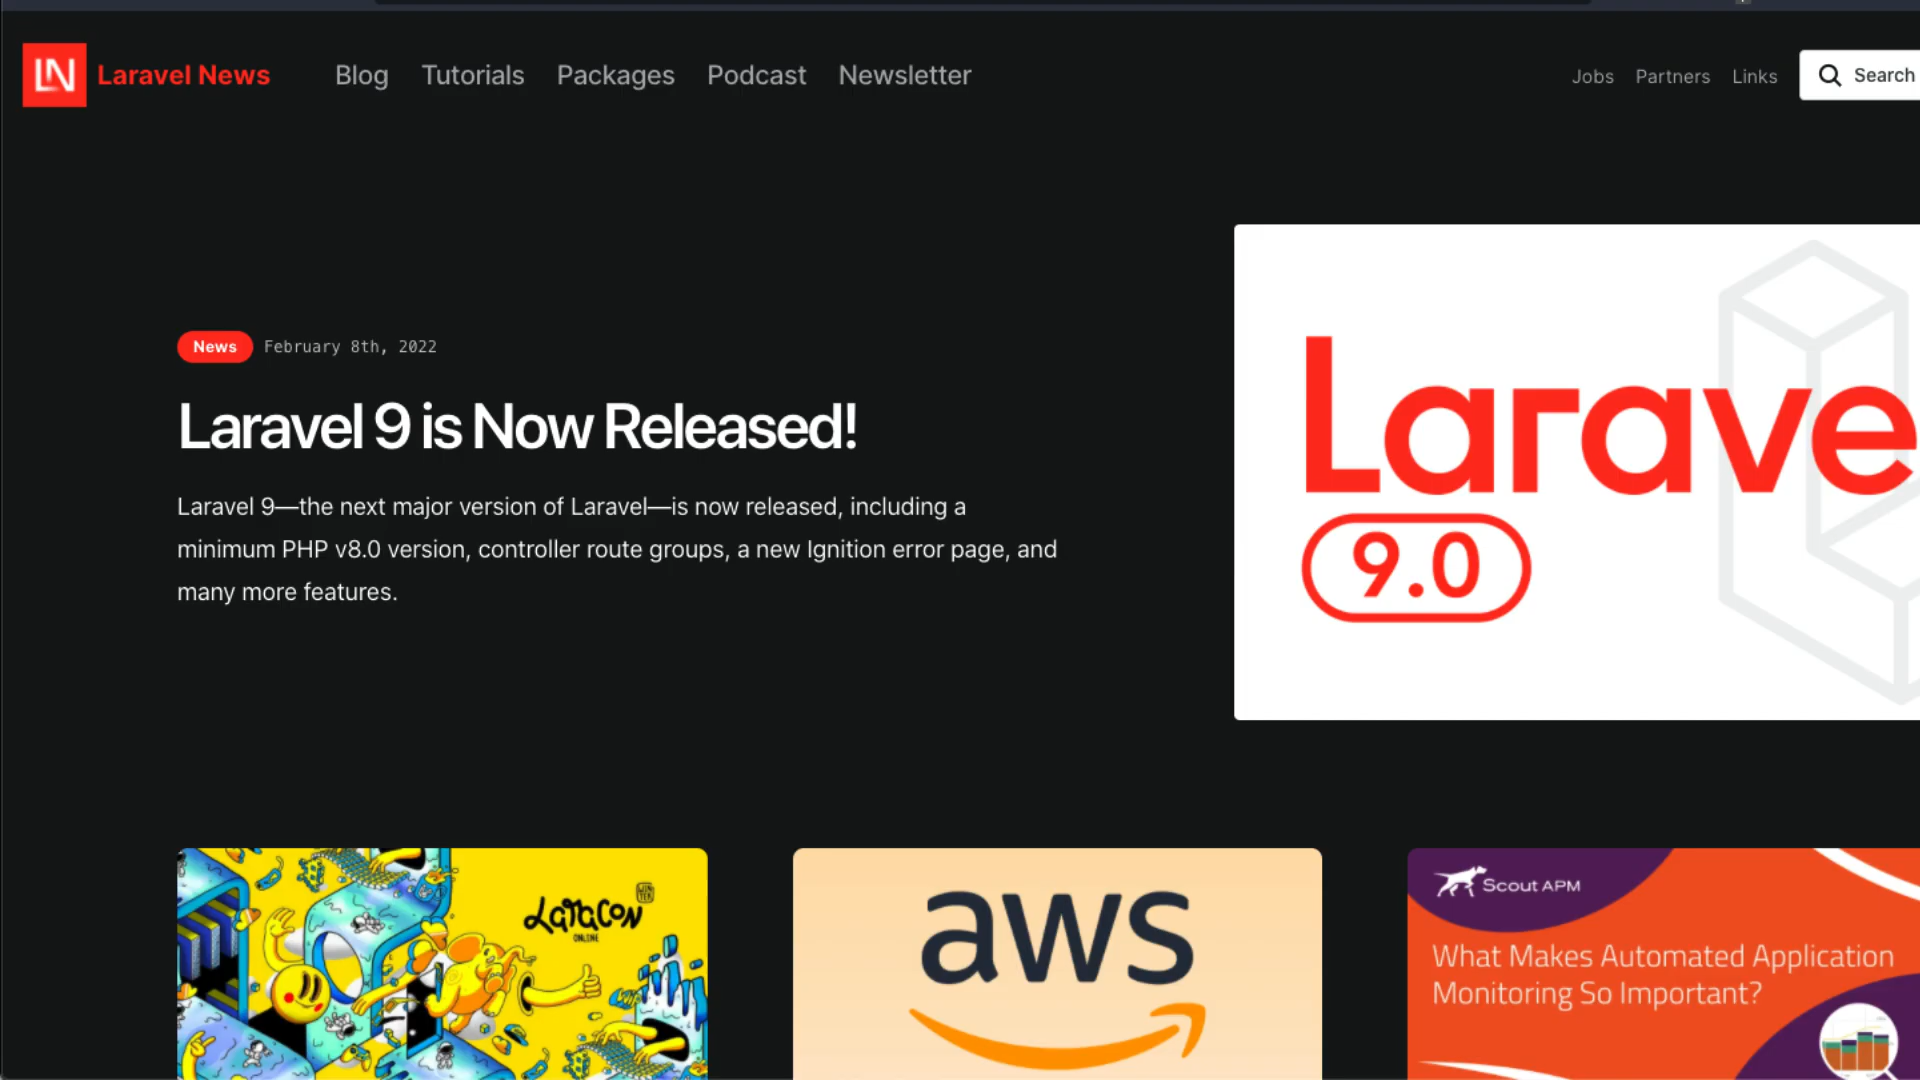 LN Laravel News Blog Tutorials Packages Podcast Newsletter Jobs Partners Links Search
News February 8th, 2022
Laravel 9 is Now Released!
Laravel 9—the next major version of Laravel—is now released, including a
minimum PHP v8.0 version, controller route groups, a new Ignition error page, and
many more features.
Larave
9.0
LARACON
ONLINE
WINTER
aws
Scout APM
What Makes Automated Application
Monitoring So Important?